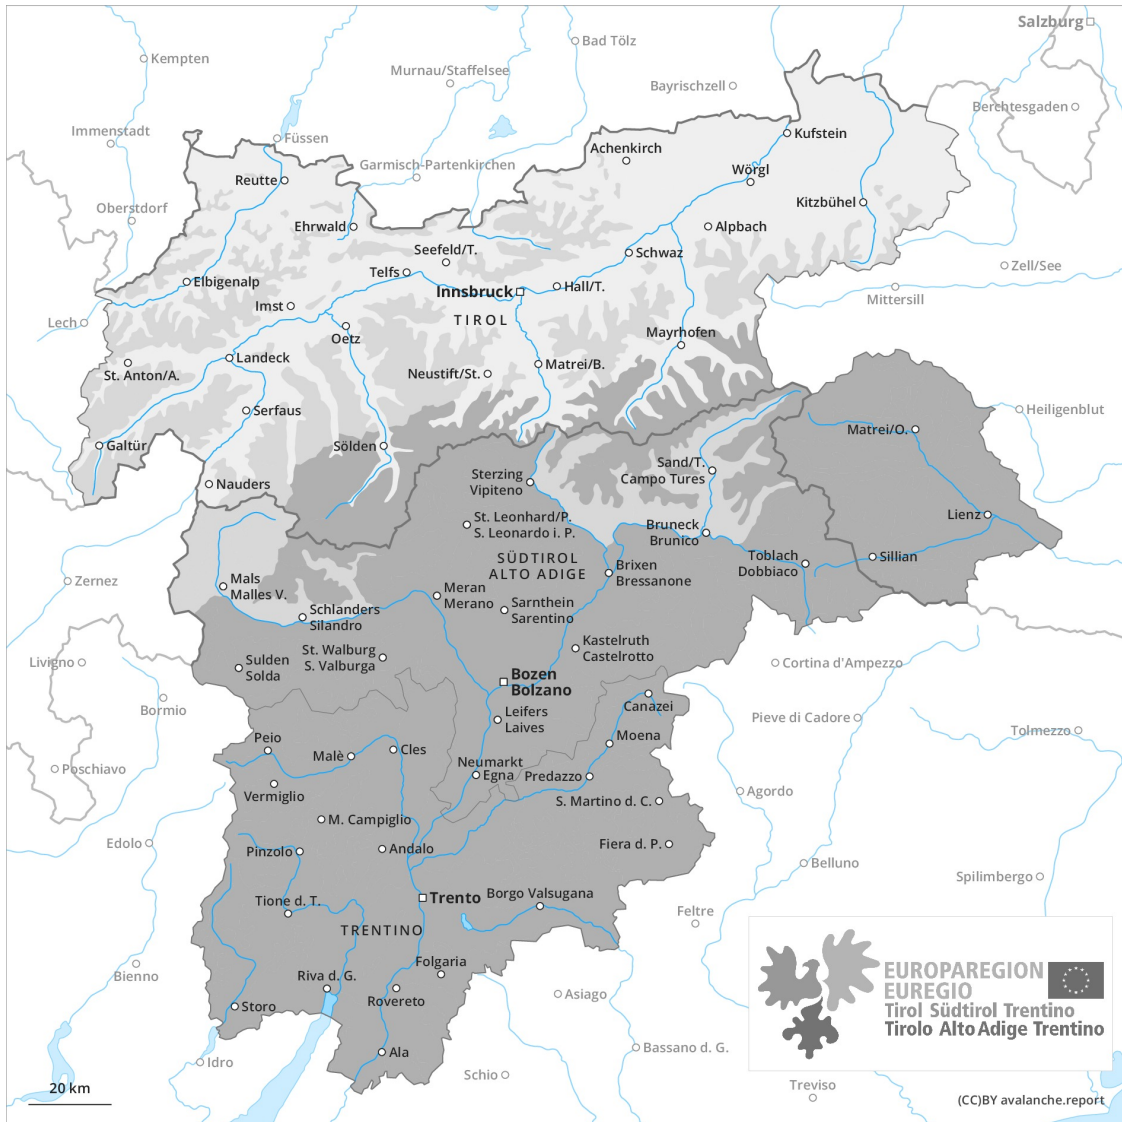 Salzburg
Bad Tölz
Kempten
Murnau/Staffelsee
Bayrischzell
Berchtesgaden
Immenstadt
Füssen
Kufstein
Achenkirch
Garmisch-Partenkirchen
Wörgl
Reutte
Kitzbühel
Oberstdorf
Ehrwald
Alpbach
Seefeld/T.
Schwaz
Zell/See
Telfs
Elbigenalp
Hall/T.
Innsbruck
Mittersill
Imst
TIROL
Lech
Oetz
Mayrhofen
Landeck
Matrei/B.
St. Anton/A.
Neustift/St.
Serfaus
Heiligenblut
Matrei/O.
Galtür
Sölden
Sand/T.
Campo Tures
Sterzing
Vipiteno
Nauders
Lienz
St. Leonhard/P.
S. Leonardo i. P.
Bruneck
Brunico
SÜDTIROL
ALTO ADIGE
Toblach
Dobbiaco
Sillian
Brixen
Bressanone
Zernez
Mals
Malles V.
Meran
Merano
Sarnthein
Sarentino
Schlanders
Silandro
St. Walburg
S. Valburga
Kastelruth
Castelrotto
Livigno
Sulden
Solda
Cortina d'Ampezzo
Bozen
Bolzano
Bormio
Canazei
Leifers
Laives
Pieve di Cadore
Tolmezzo
Peio
Moena
Malè
Cles
Neumarkt
Egna
Predazzo
Poschiavo
Vermiglio
Agordo
S. Martino d. C.
M. Campiglio
Edolo
Fiera d. P.
Pinzolo
Andalo
Belluno
Spilimbergo
Trento
Borgo Valsugana
Tione d. T.
Feltre
TRENTINO
Folgaria
Bienno
Riva d. G.
EUROPAREGION
EUREGIO
Tirol Südtirol Trentino
Tirolo Alto Adige Trentino
Rovereto
Asiago
Storo
Bassano d. G.
Ala
Idro
Schio
Treviso
20 km
(CC)BY avalanche.report